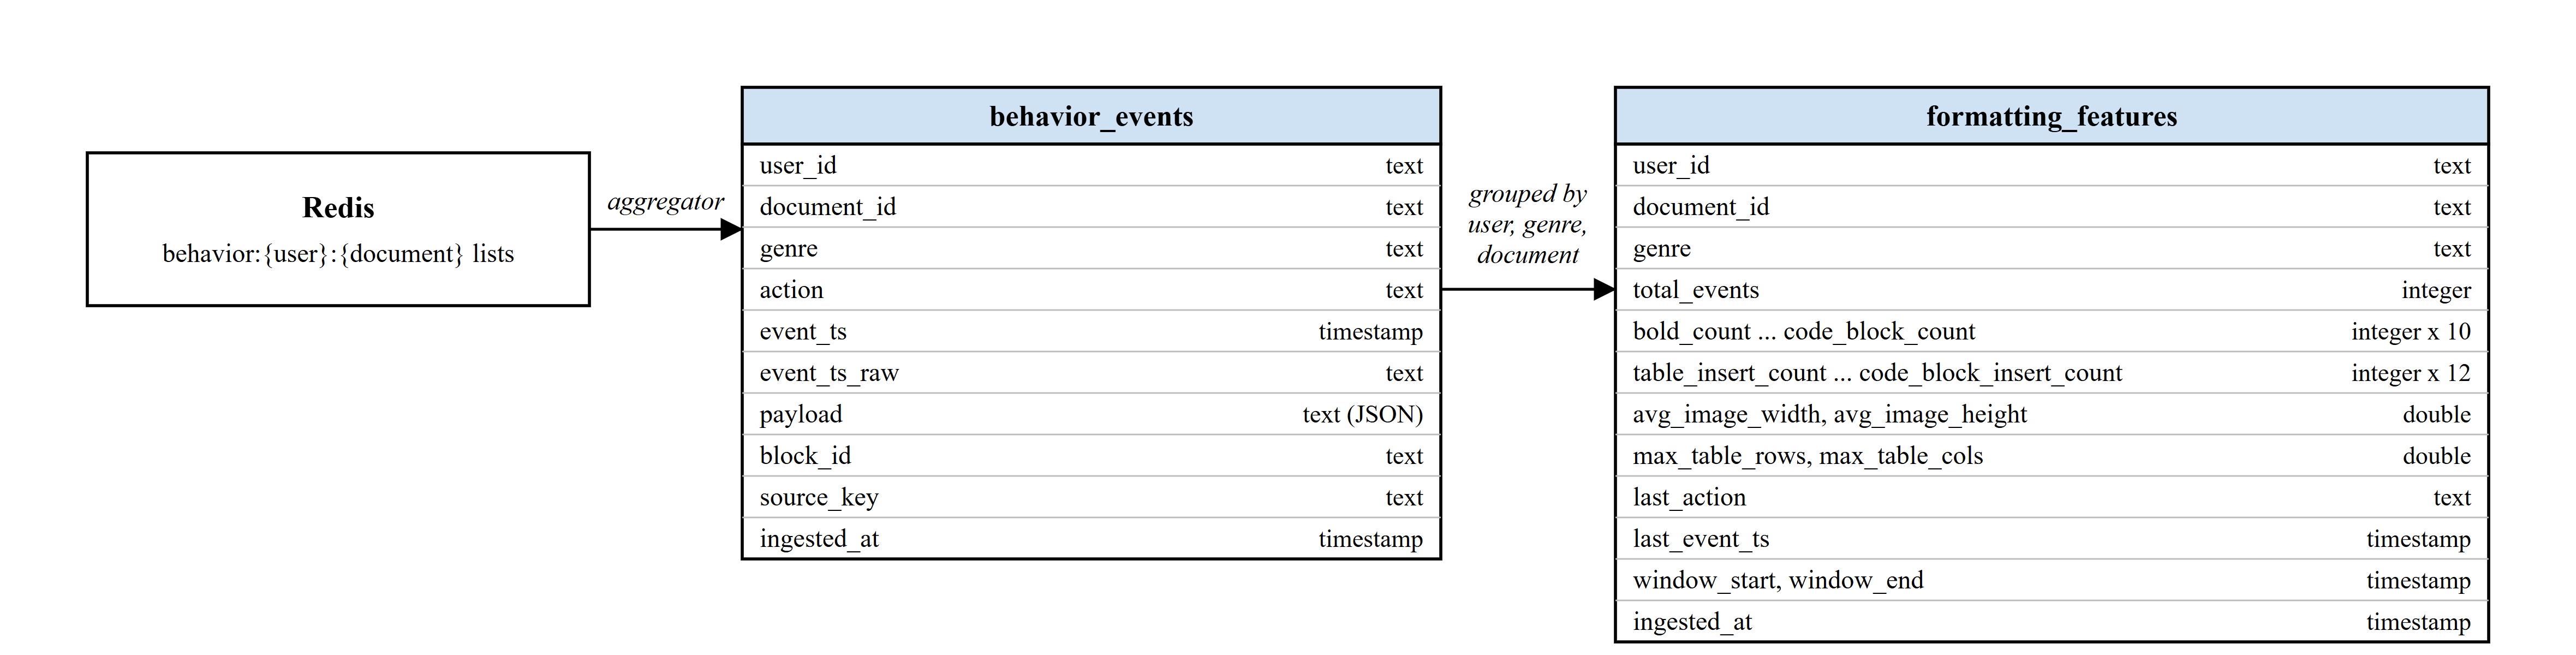 Redis
behavior:{user}:{document} lists
aggregator
behavior_events
user_id text
document_id text
genre text
action text
event_ts timestamp
event_ts_raw text
payload text (JSON)
block_id text
source_key text
ingested_at timestamp
grouped by
user, genre,
document
formatting_features
user_id text
document_id text
genre text
total_events integer
bold_count ... code_block_count integer x 10
table_insert_count ... code_block_insert_count integer x 12
avg_image_width, avg_image_height double
max_table_rows, max_table_cols double
last_action text
last_event_ts timestamp
window_start, window_end timestamp
ingested_at timestamp